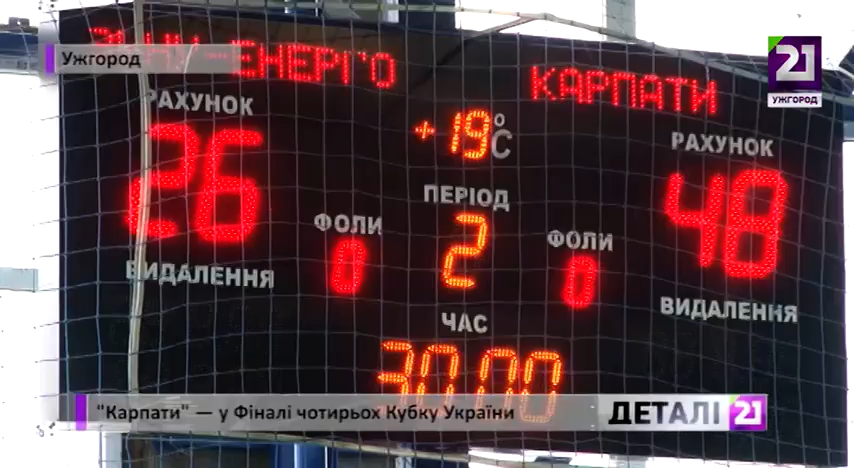 Ужгород
ЕНЕРГО
КАРПАТИ
21
УЖГОРОД
РАХУНОК
+19°C
РАХУНОК
26
ПЕРІОД
48
ФОЛИ
2
ФОЛИ
0
0
ВИДАЛЕННЯ
ВИДАЛЕННЯ
ЧАС
30:00
"Карпати" — у Фіналі чотирьох Кубку України
ДЕТАЛІ 21